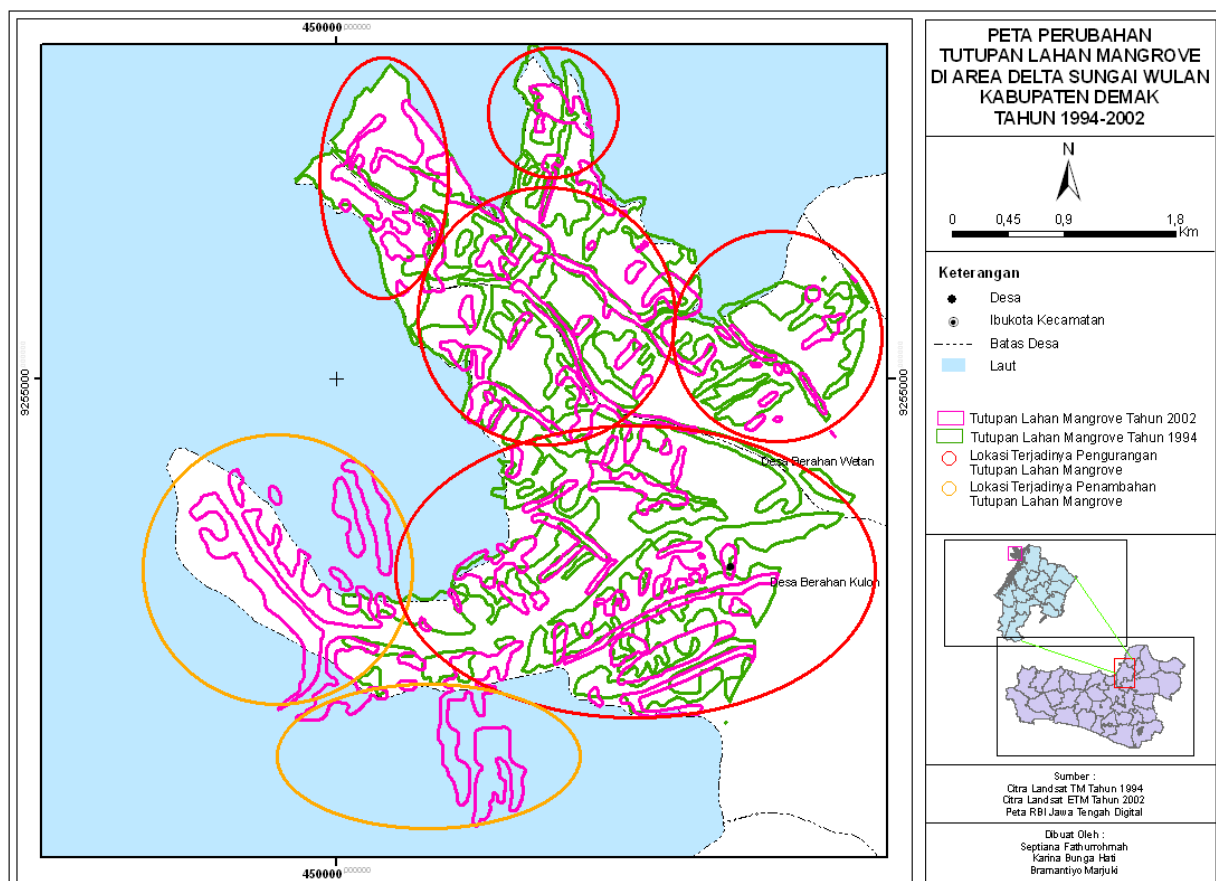 450000,000000
PETA PERUBAHAN
TUTUPAN LAHAN MANGROVE
DI AREA DELTA SUNGAI WULAN
KABUPATEN DEMAK
TAHUN 1994-2002
N
0 0,45 0,9 1,8
Km
Keterangan
Desa
Ibukota Kecamatan
Batas Desa
Laut
Tutupan Lahan Mangrove Tahun 2002
Tutupan Lahan Mangrove Tahun 1994
Lokasi Terjadinya Pengurangan
Tutupan Lahan Mangrove
Lokasi Terjadinya Penambahan
Tutupan Lahan Mangrove
9255000
9255000
Desa Berahan Wetan
Desa Berahan Kulon
Sumber :
Citra Landsat TM Tahun 1994
Citra Landsat ETM Tahun 2002
Peta RBI Jawa Tengah Digital
Dibuat Oleh :
Septiana Fathurrohmah
Karina Bunga Hati
Bramantiyo Marjuki
450000,000000